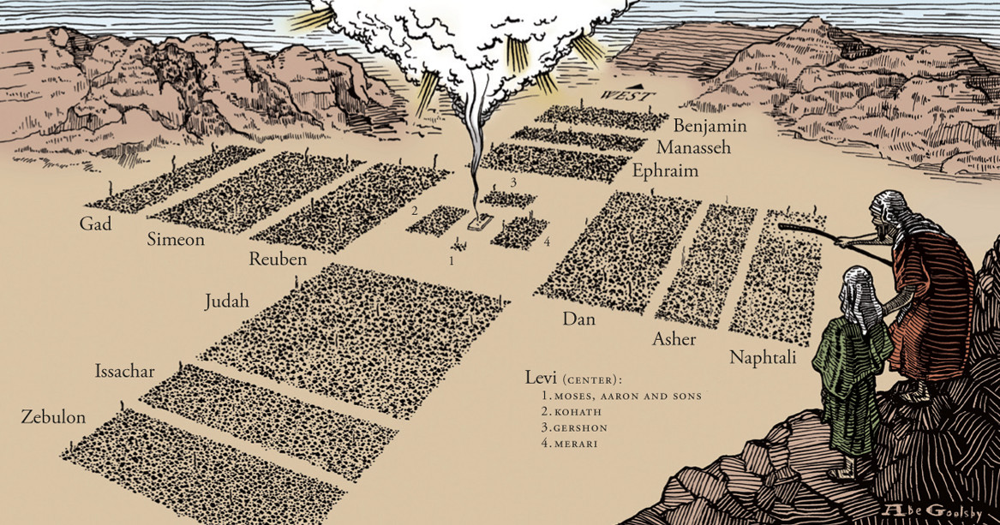 WEST
Benjamin
Manasseh
Ephraim
3
2
4
1
Gad
Simeon
Reuben
Judah
Dan
Asher
Naphtali
Issachar
Zebulon
Levi (CENTER):
1. MOSES, AARON AND SONS
2. KOHATH
3. GERSHON
4. MERARI
Abe Goolsby